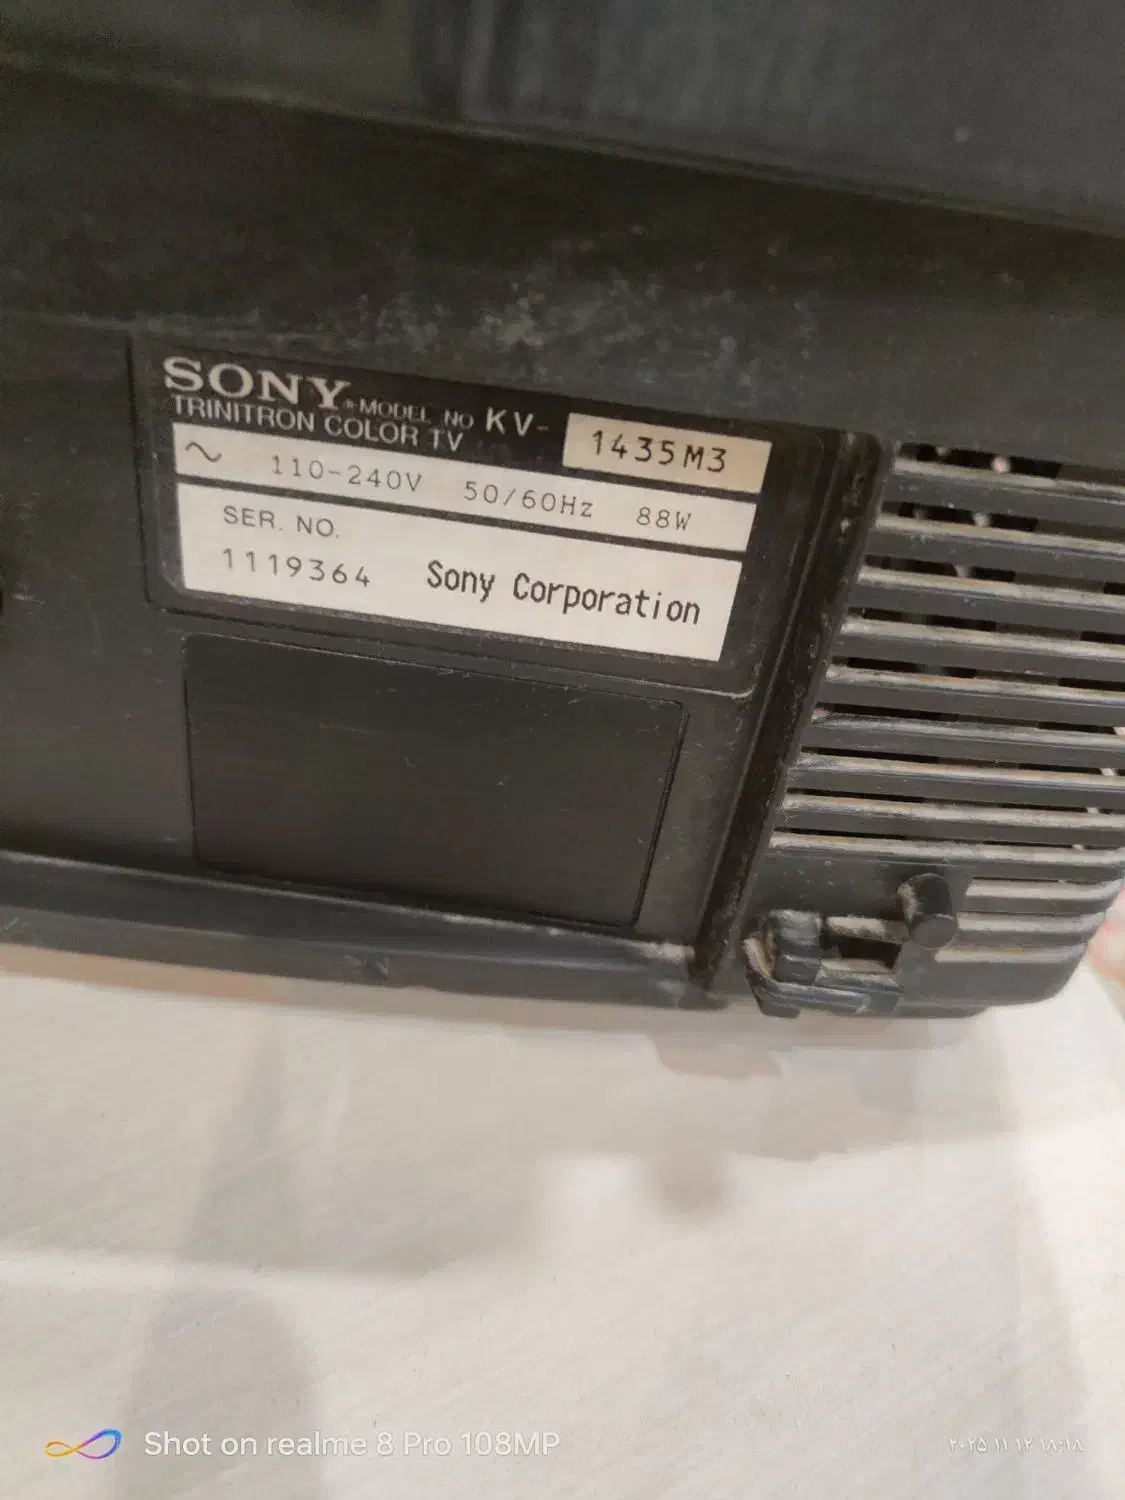 SONY® MODEL NO KV- 1435M3
TRINITRON COLOR TV
~ 110-240V 50/60Hz 88W
SER. NO.
1119364 Sony Corporation
Shot on realme 8 Pro 108MP
۲۰۲۵ ۱۱ ۱۲ ۱۸:۱۸